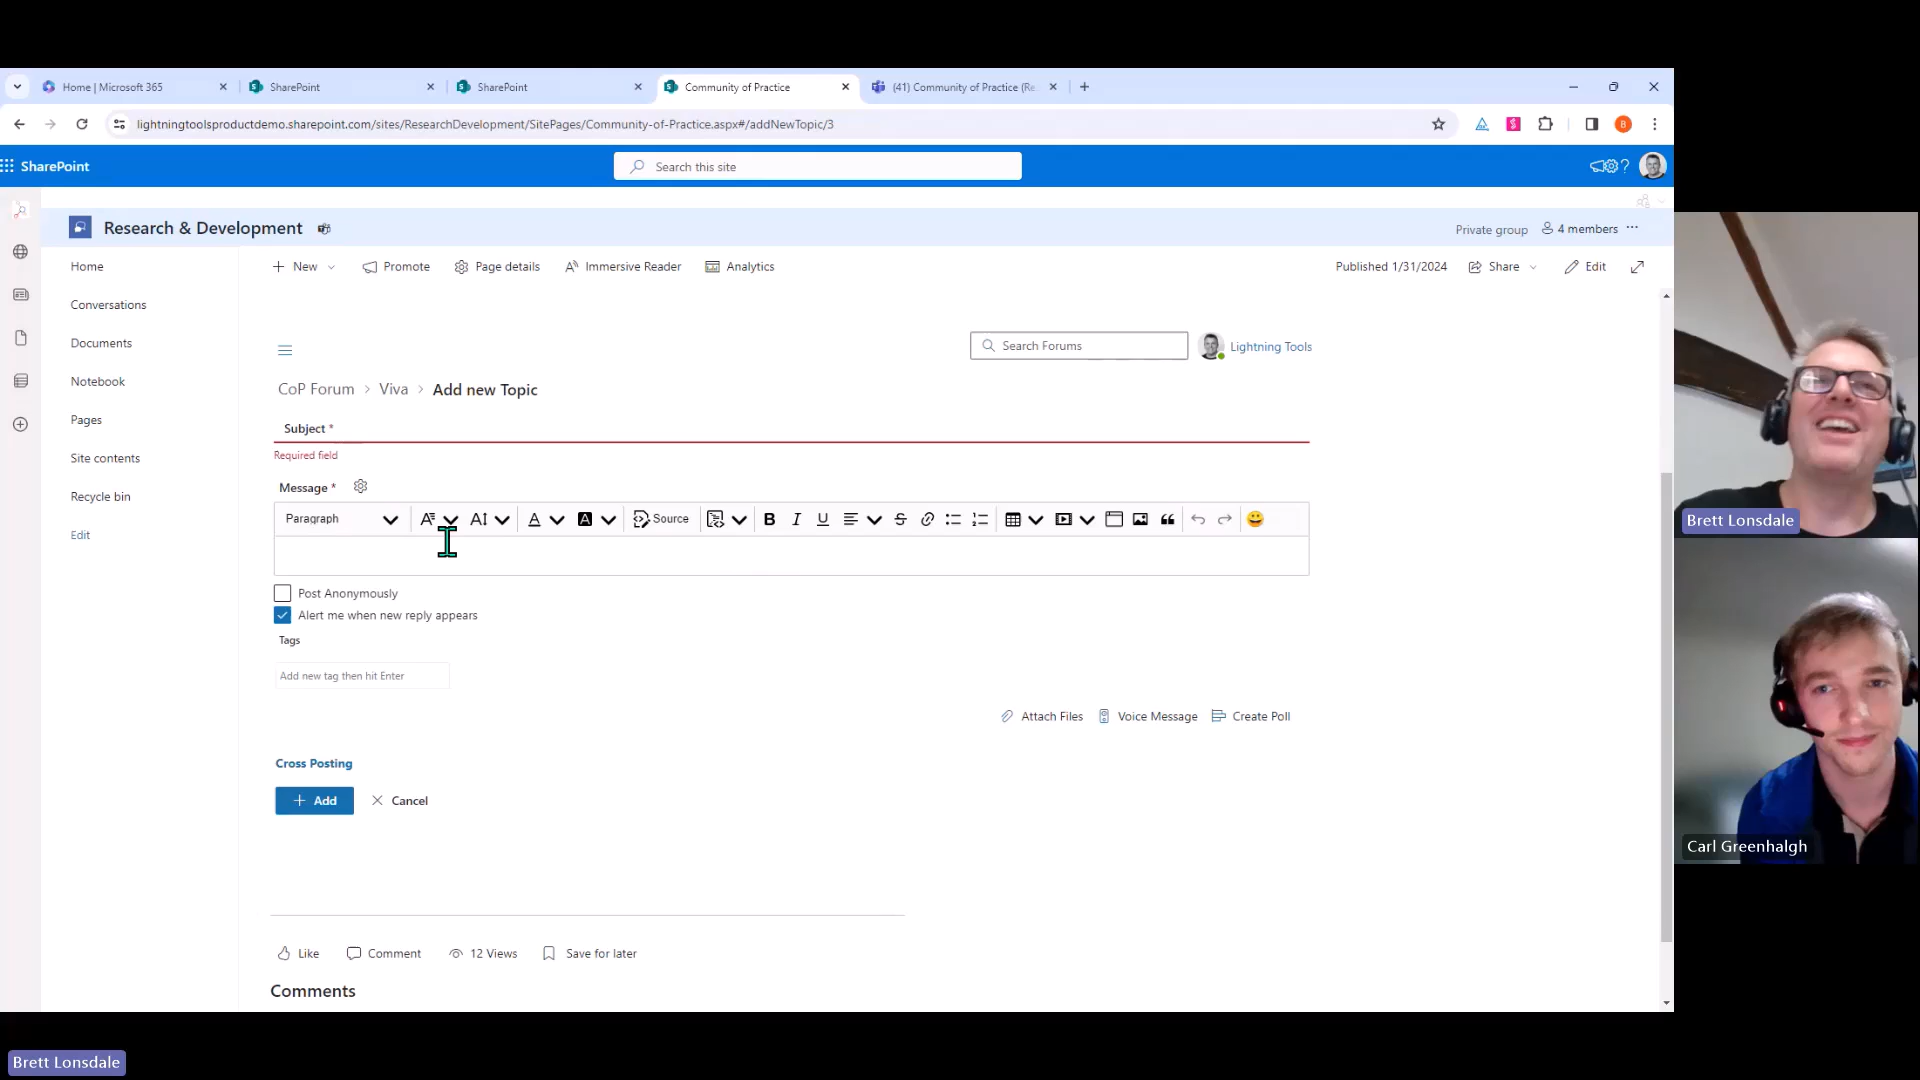 Home | Microsoft 365
SharePoint
SharePoint
Community of Practice
(41) Community of Practice (Re
lightningtoolsproductdemo.sharepoint.com/sites/ResearchDevelopment/SitePages/Community-of-Practice.aspx#/addNewTopic/3
8
SharePoint
Search this site
?
Research & Development
Private group
4 members
Home
Conversations
Documents
Notebook
Pages
Site contents
Recycle bin
Edit
New
Promote
Page details
Immersive Reader
Analytics
Published 1/31/2024
Share
Edit
Search Forums
Lightning Tools
CoP Forum > Viva > Add new Topic
Subject *
Required field
Message *
Paragraph
Source
B I U
Post Anonymously
Alert me when new reply appears
Tags
Add new tag then hit Enter
Attach Files
Voice Message
Create Poll
Cross Posting
Add
Cancel
Like
Comment
12 Views
Save for later
Comments
Brett Lonsdale
Carl Greenhalgh
Brett Lonsdale